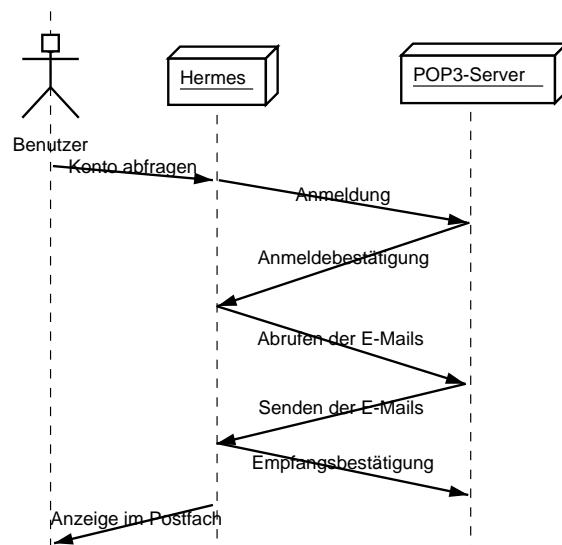 Hermes
POP3-Server
Benutzer
Konto abfragen
Anmeldung
Anmeldebestätigung
Abrufen der E-Mails
Senden der E-Mails
Empfangsbestätigung
Anzeige im Postfach